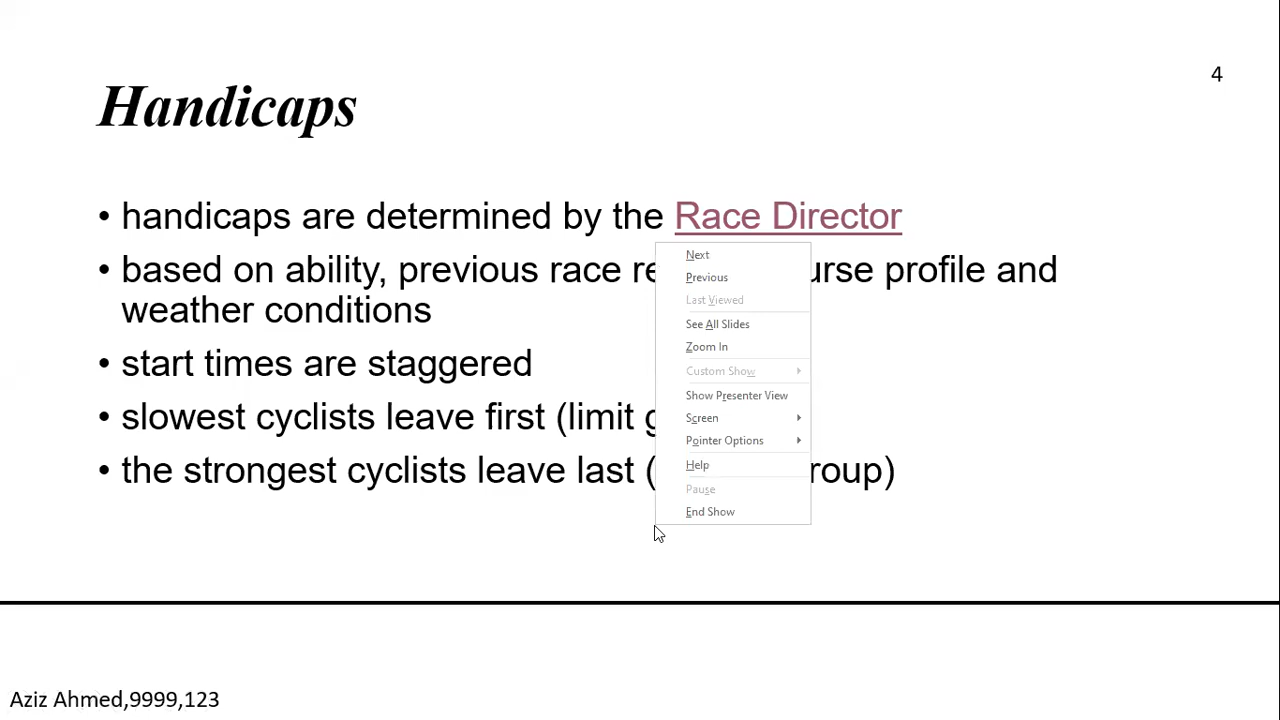 4
Handicaps
• handicaps are determined by the Race Director
• based on ability, previous race re urse profile and
weather conditions
• start times are staggered
• slowest cyclists leave first (limit g
• the strongest cyclists leave last ( roup)
Next
Previous
Last Viewed
See All Slides
Zoom In
Custom Show
Show Presenter View
Screen
Pointer Options
Help
Pause
End Show
Aziz Ahmed,9999,123